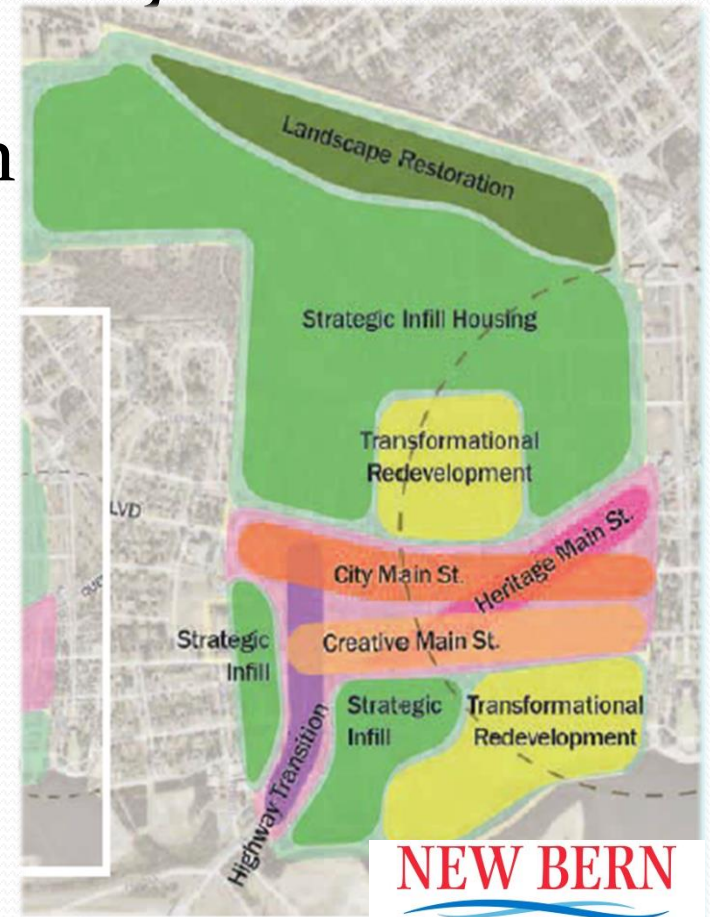 Landscape Restoration
Strategic Infill Housing
Transformational
Redevelopment
LVD
City Main St.
Heritage Main St.
Creative Main St.
Strategic
Infill
Strategic
Infill
Transformational
Redevelopment
Highway Transition
NEW BERN